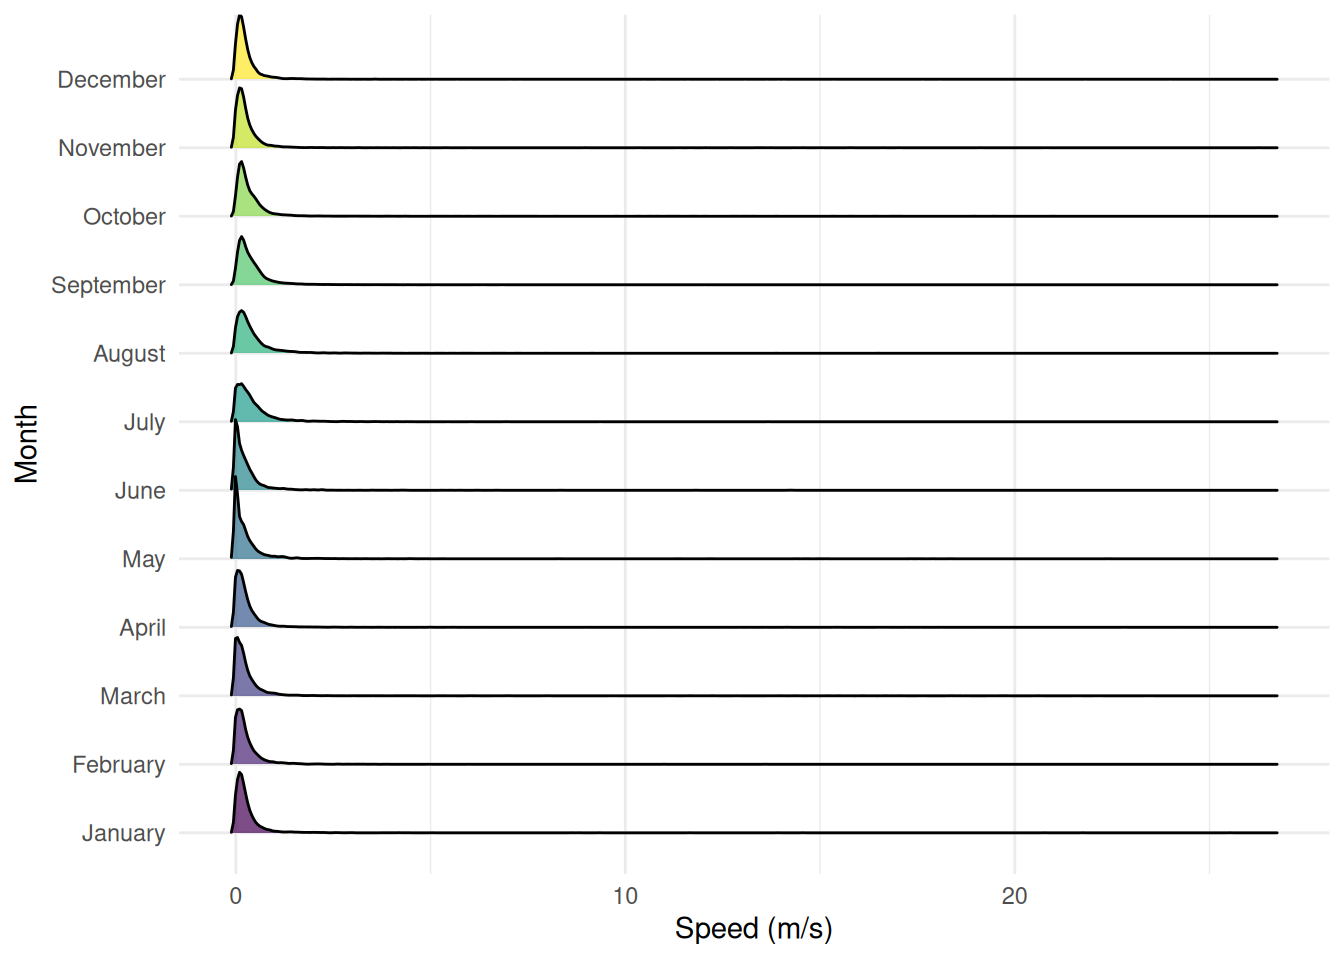 December
November
October
September
August
July
June
May
April
March
February
January
Month
0 10 20
Speed (m/s)